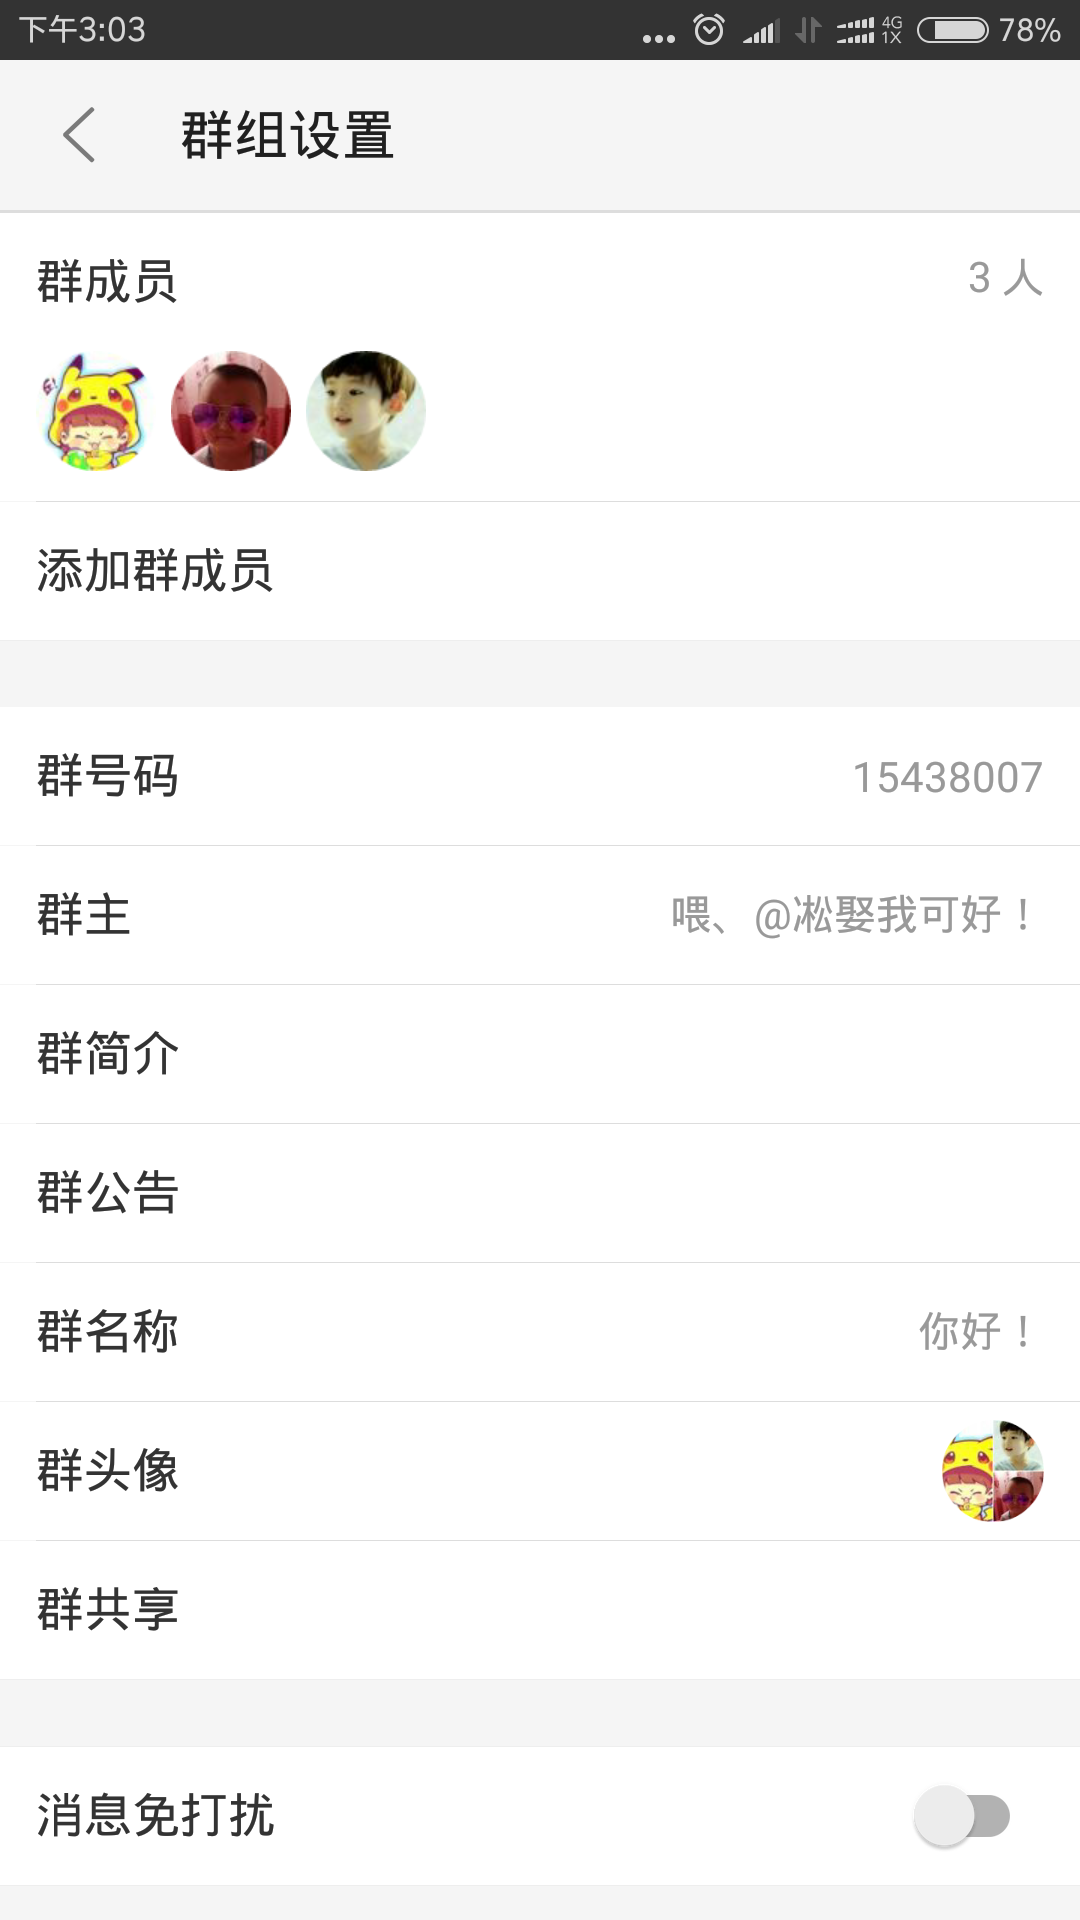 下午3:03
4G
1X
78%
群组设置
群成员
3 人
添加群成员
群号码
15438007
群主
喂、@凇娶我可好！
群简介
群公告
群名称
你好！
群头像
群共享
消息免打扰